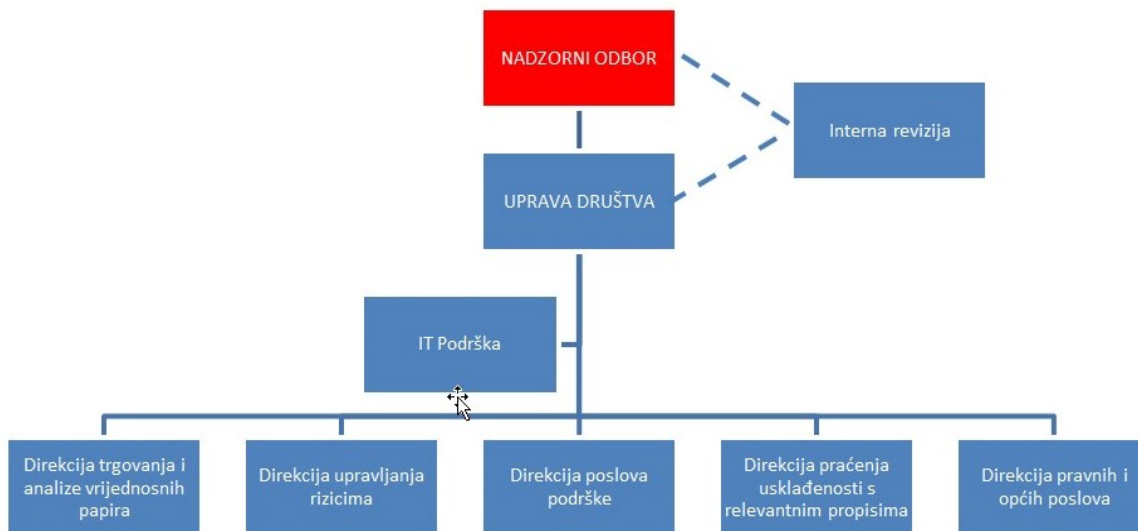 NADZORNI ODBOR
Interna revizija
UPRAVA DRUŠTVA
IT Podrška
Direkcija trgovanja i
analize vrijednosnih
papira
Direkcija upravljanja
rizicima
Direkcija poslova
podrške
Direkcija praćenja
usklađenosti s
relevantnim propisima
Direkcija pravnih i
općih poslova